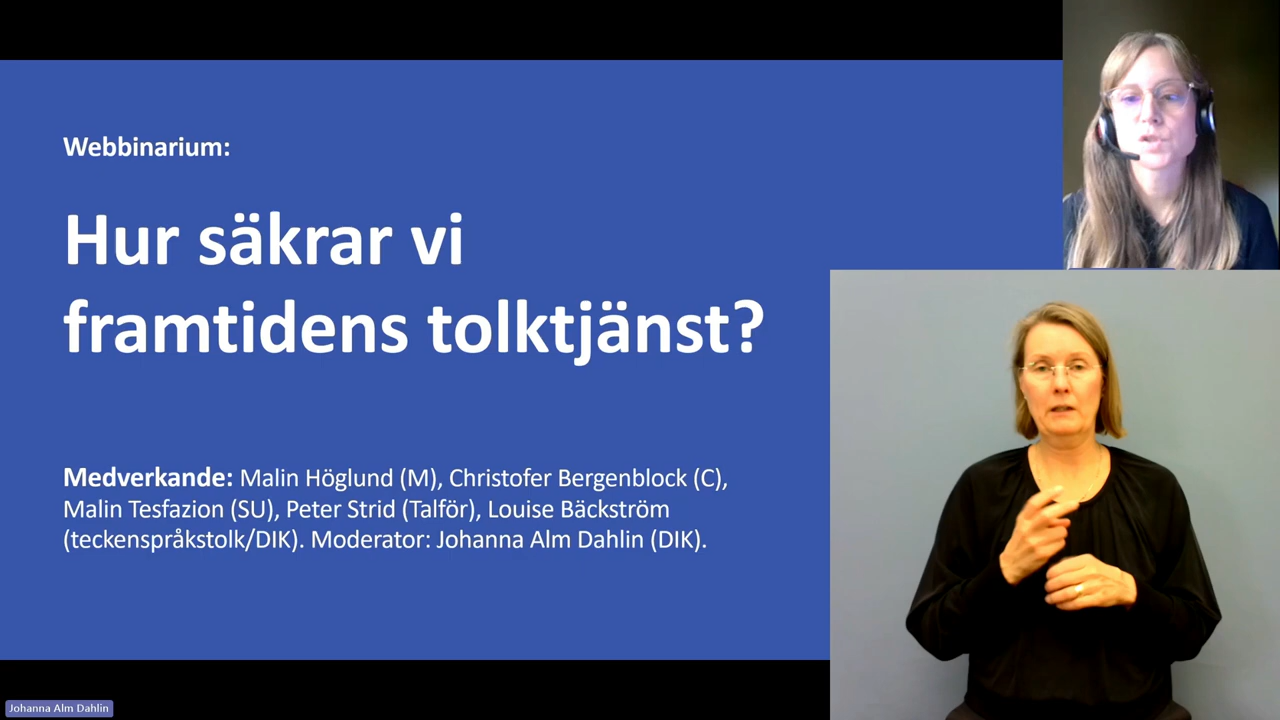 Webbinarium:
Hur säkrar vi
framtidens tolktjänst?
Medverkande: Malin Höglund (M), Christofer Bergenblock (C),
Malin Tesfazion (SU), Peter Strid (Talför), Louise Bäckström
(teckenspråkstolk/DIK). Moderator: Johanna Alm Dahlin (DIK).
Johanna Alm Dahlin